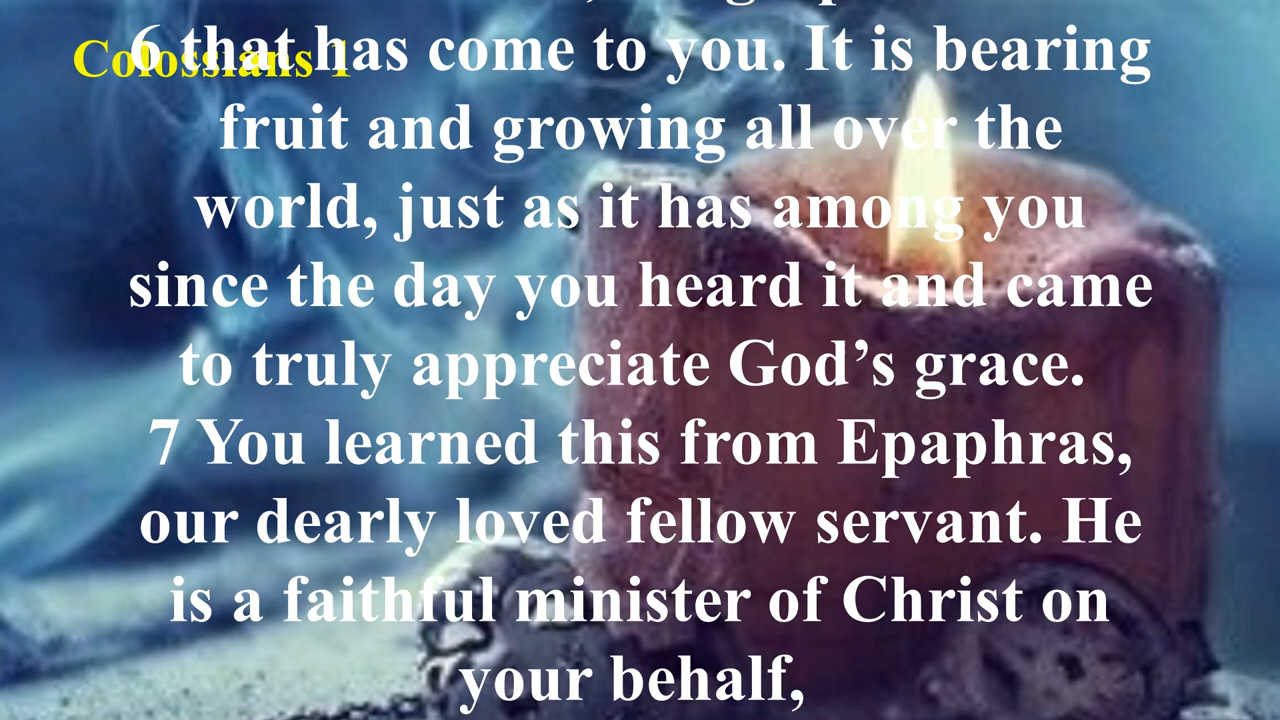 Colossians 1
6 that has come to you. It is bearing
fruit and growing all over the
world, just as it has among you
since the day you heard it and came
to truly appreciate God’s grace.
7 You learned this from Epaphras,
our dearly loved fellow servant. He
is a faithful minister of Christ on
your behalf,